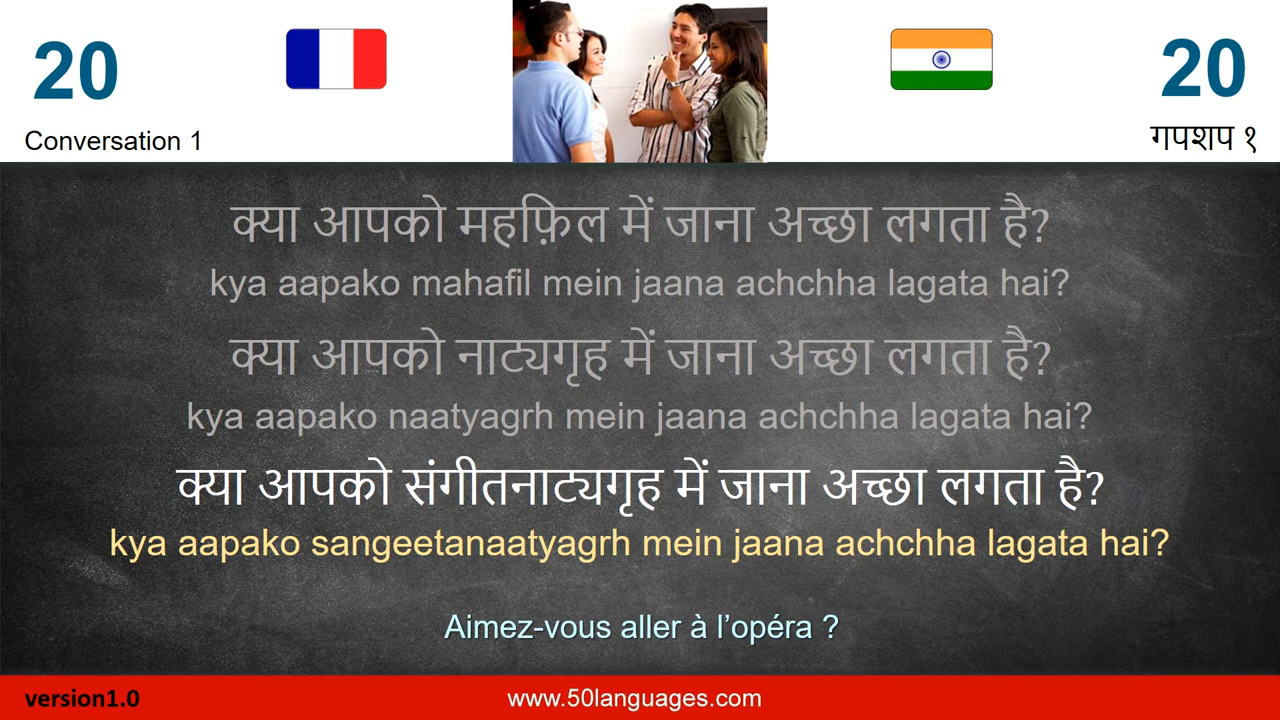 20
20
Conversation 1
गपशप १
क्या आपको महफ़िल में जाना अच्छा लगता है?
kya aapako mahafil mein jaana achchha lagata hai?
क्या आपको नाट्यगृह में जाना अच्छा लगता है?
kya aapako naatyagrh mein jaana achchha lagata hai?
क्या आपको संगीतनाट्यगृह में जाना अच्छा लगता है?
kya aapako sangeetanaatyagrh mein jaana achchha lagata hai?
Aimez-vous aller à l’opéra ?
version1.0
www.50languages.com